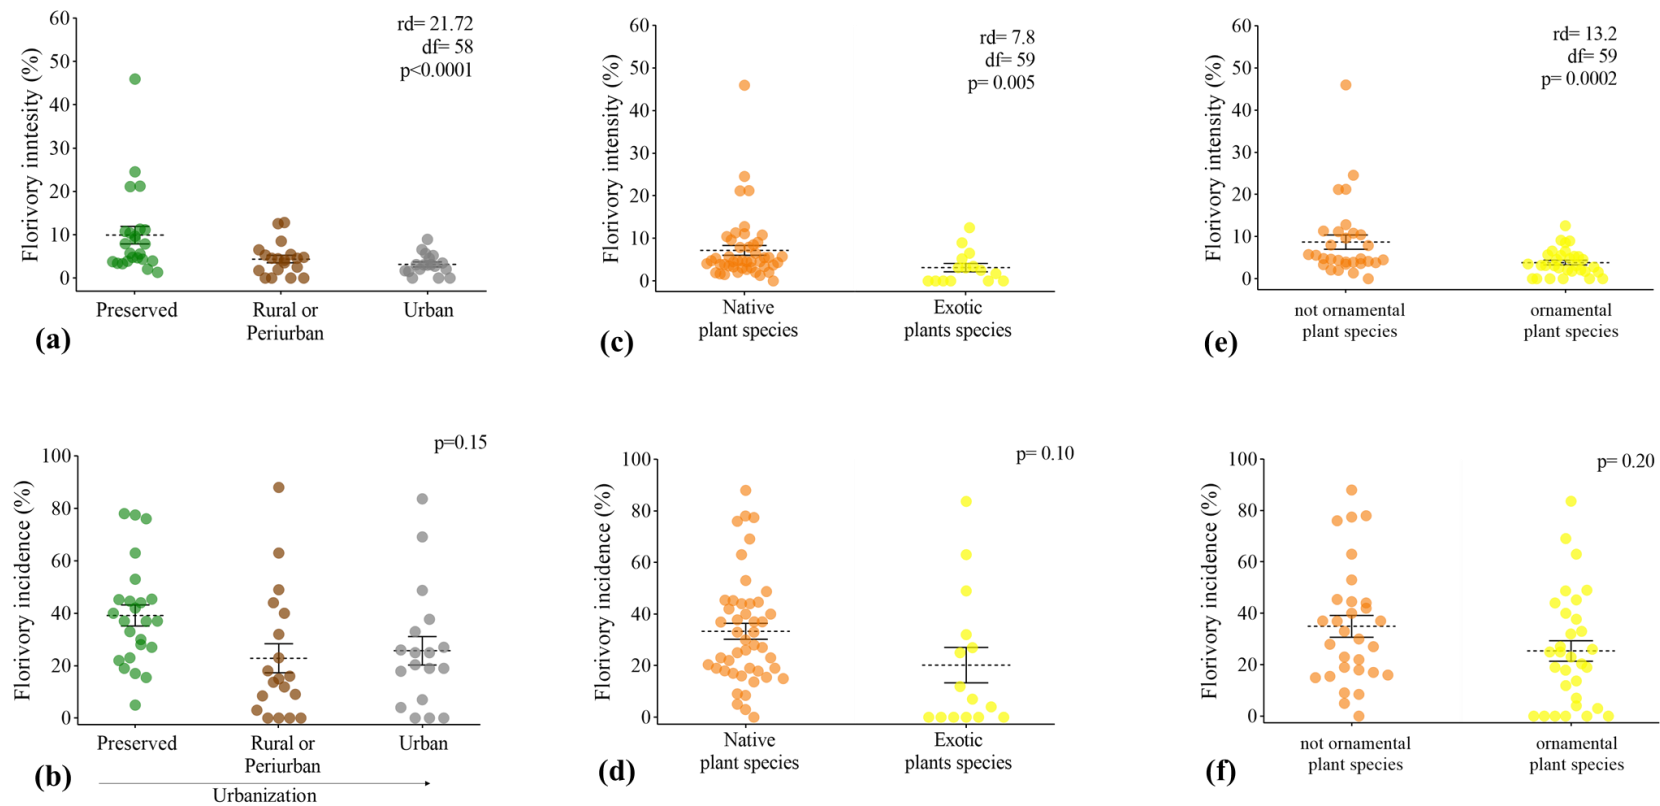 60
50
40
30
20
10
0
Florivory inntesity (%)
rd= 21.72
df= 58
p<0.0001
Preserved
Rural or
Periurban
Urban
(a)
60
50
40
30
20
10
0
Florivory intensity (%)
rd= 7.8
df= 59
p= 0.005
Native
plant species
Exotic
plants species
(c)
60
50
40
30
20
10
0
Florivory intensity (%)
rd= 13.2
df= 59
p= 0.0002
not ornamental
plant species
ornamental
plant species
(e)
100
80
60
40
20
0
Florivory incidence (%)
p=0.15
Preserved
Rural or
Periurban
Urban
(b)
Urbanization
100
80
60
40
20
0
Florivory incidence (%)
p= 0.10
Native
plant species
Exotic
plants species
(d)
100
80
60
40
20
0
Florivory incidence (%)
p= 0.20
not ornamental
plant species
ornamental
plant species
(f)